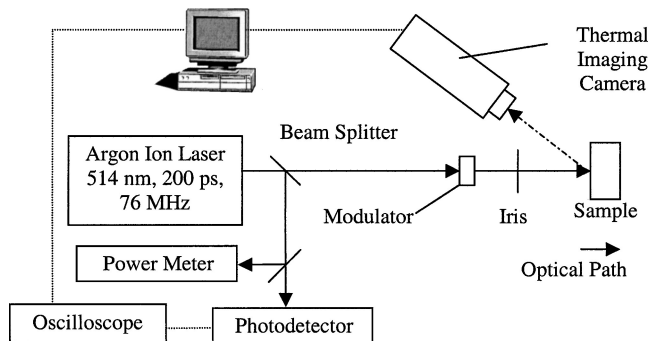 Thermal
Imaging
Camera
Beam Splitter
Argon Ion Laser
514 nm, 200 ps,
76 MHz
Modulator
Iris
Sample
Power Meter
Optical Path
Oscilloscope
Photodetector